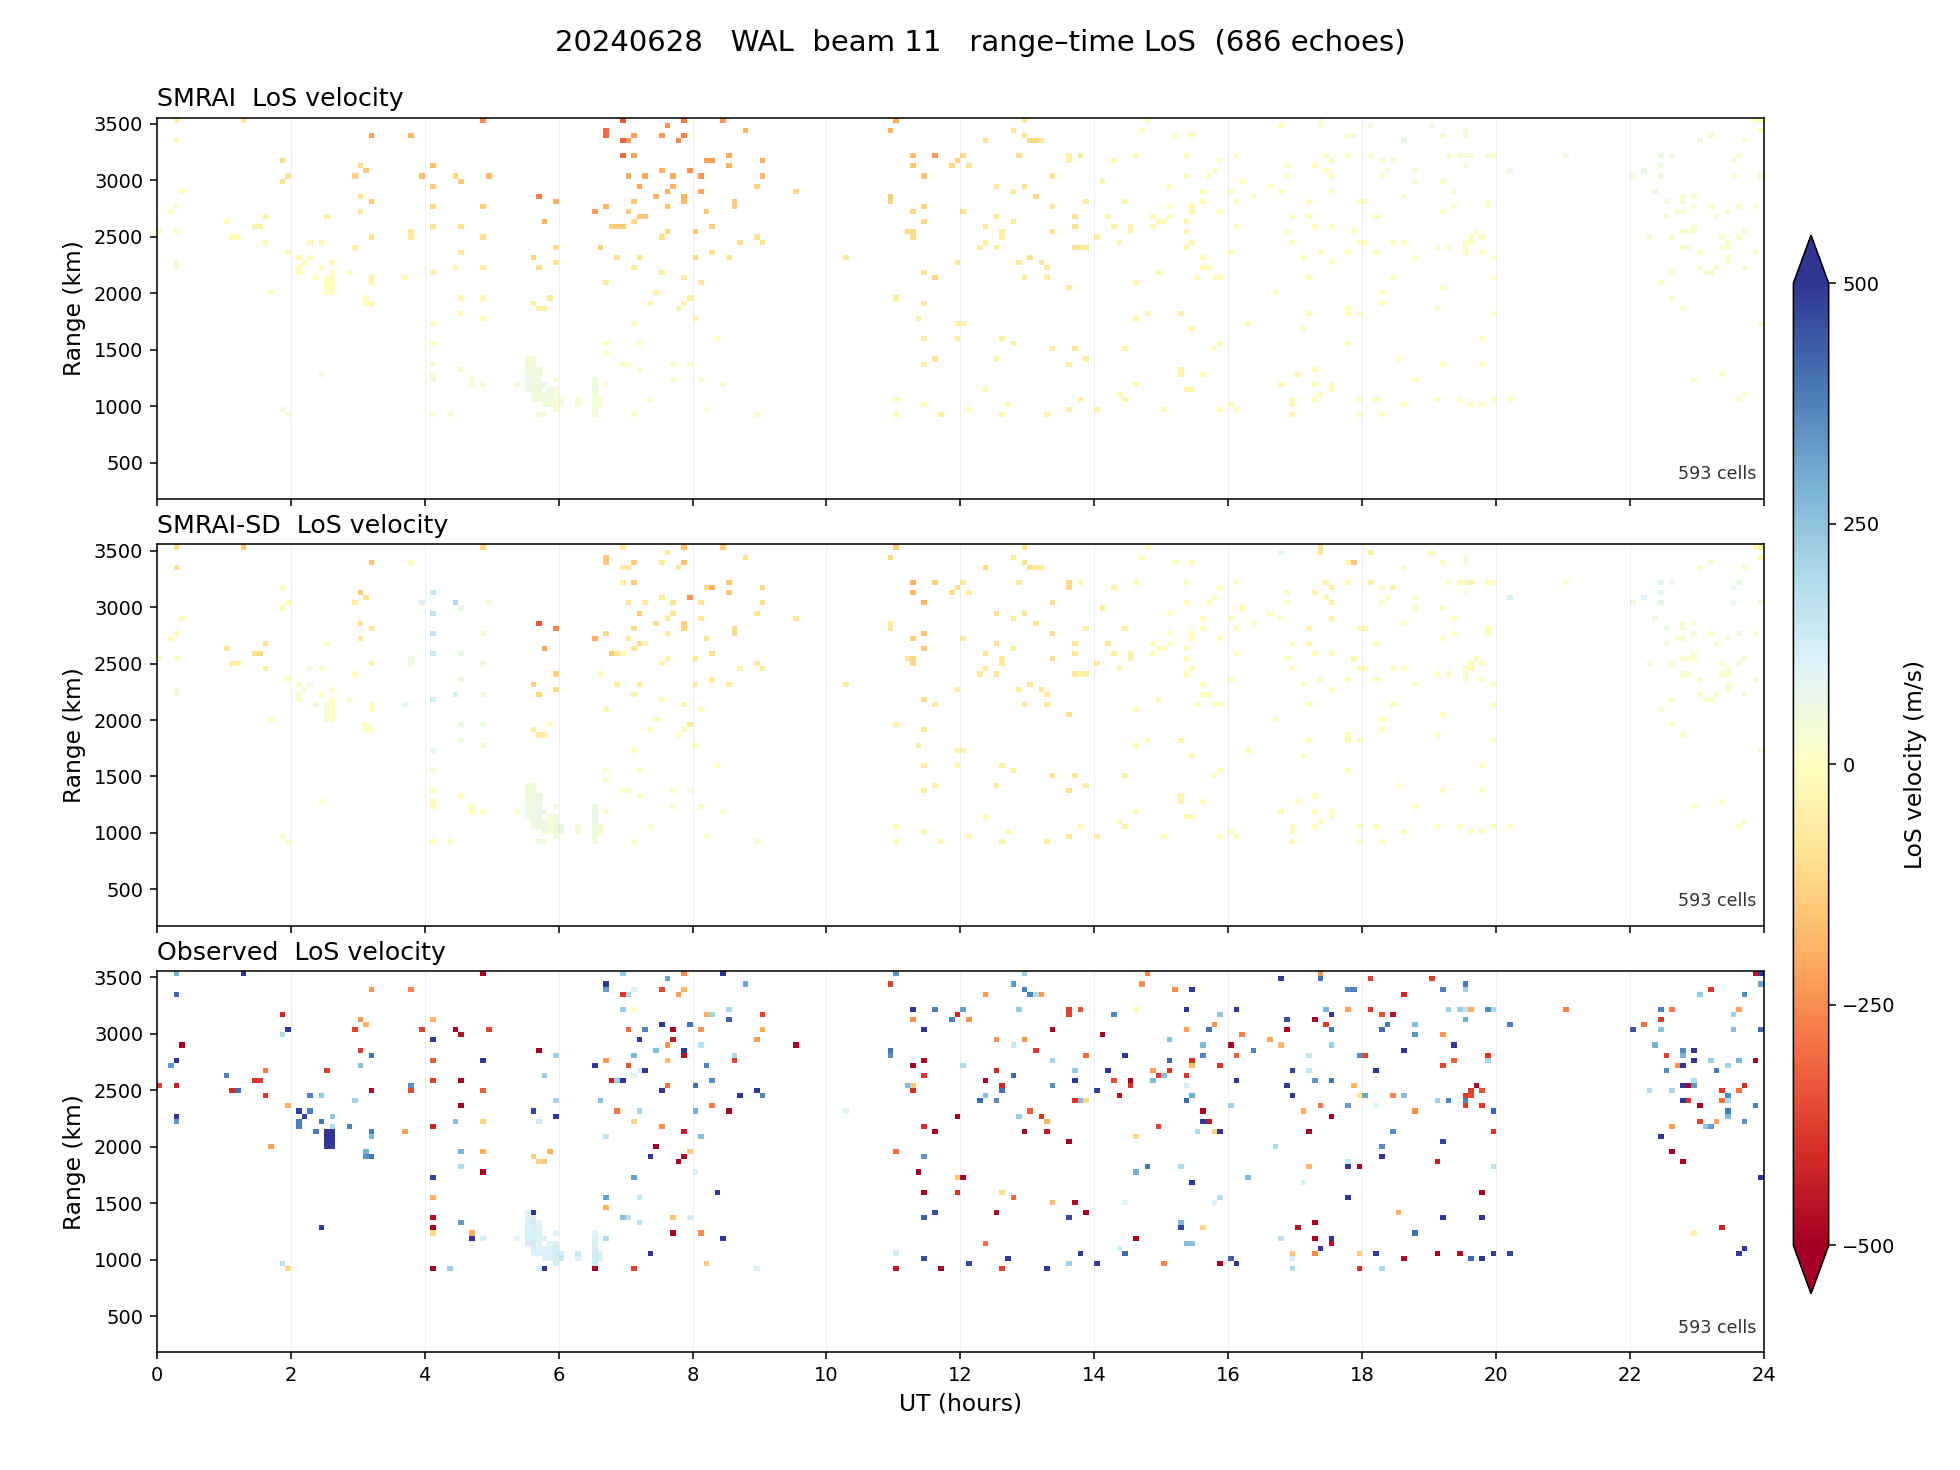 20240628   WAL  beam 11   range–time LoS  (686 echoes)
SMRAI  LoS velocity
3500
3000
2500
2000
1500
1000
500
Range (km)
593 cells
SMRAI-SD  LoS velocity
3500
3000
2500
2000
1500
1000
500
Range (km)
593 cells
Observed  LoS velocity
3500
3000
2500
2000
1500
1000
500
Range (km)
593 cells
0 2 4 6 8 10 12 14 16 18 20 22 24
UT (hours)
500
250
0
−250
−500
LoS velocity (m/s)